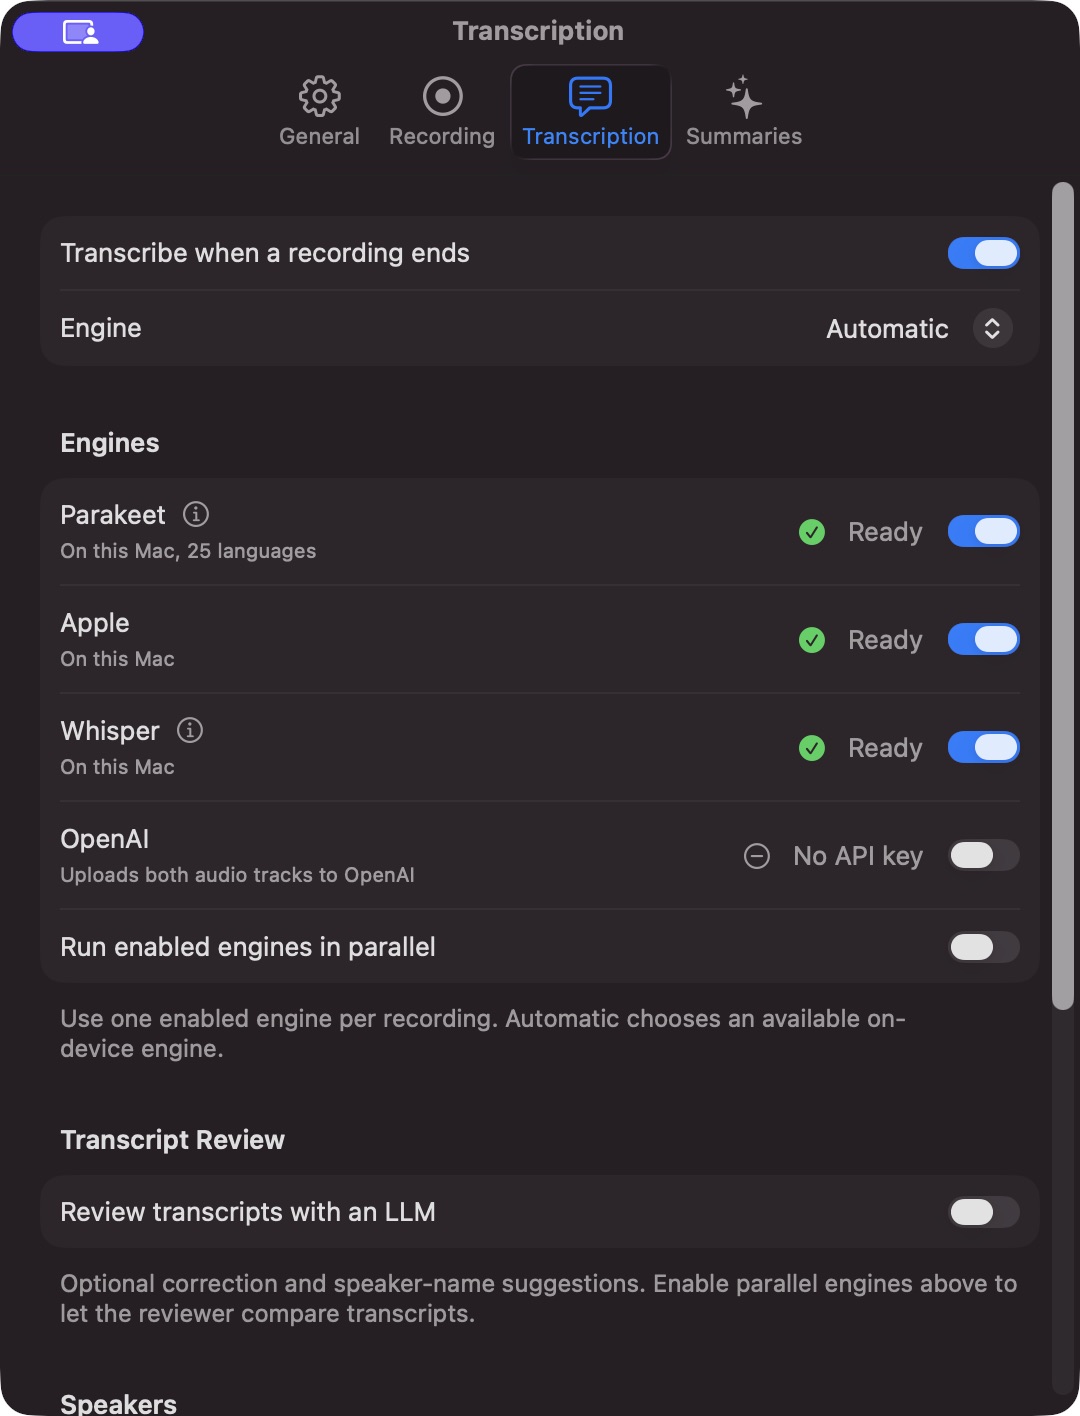 Transcription
General
Recording
Transcription
Summaries
Transcribe when a recording ends
Engine
Automatic
Engines
Parakeet
On this Mac, 25 languages
Ready
Apple
On this Mac
Ready
Whisper
On this Mac
Ready
OpenAI
Uploads both audio tracks to OpenAI
No API key
Run enabled engines in parallel
Use one enabled engine per recording. Automatic chooses an available on-
device engine.
Transcript Review
Review transcripts with an LLM
Optional correction and speaker-name suggestions. Enable parallel engines above to
let the reviewer compare transcripts.
Speakers